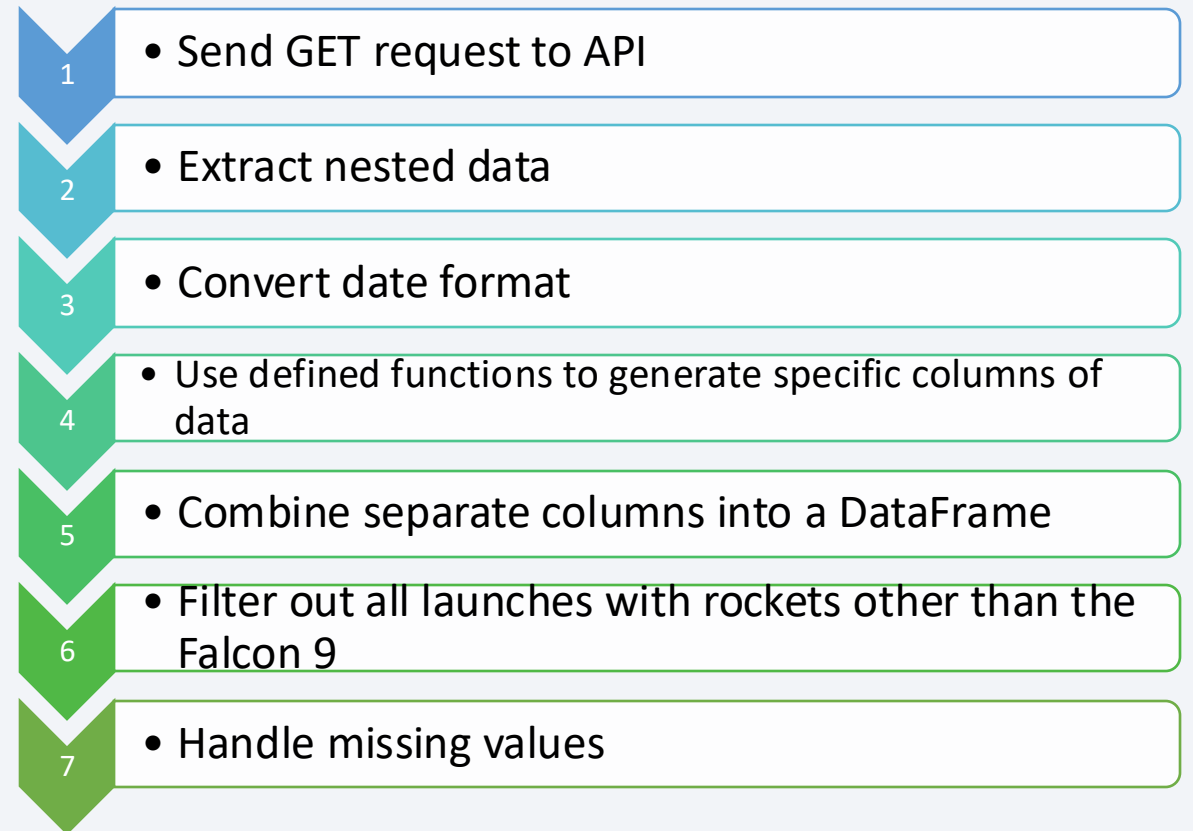 1
• Send GET request to API
2
• Extract nested data
3
• Convert date format
4
• Use defined functions to generate specific columns of
data
5
• Combine separate columns into a DataFrame
6
• Filter out all launches with rockets other than the
Falcon 9
7
• Handle missing values